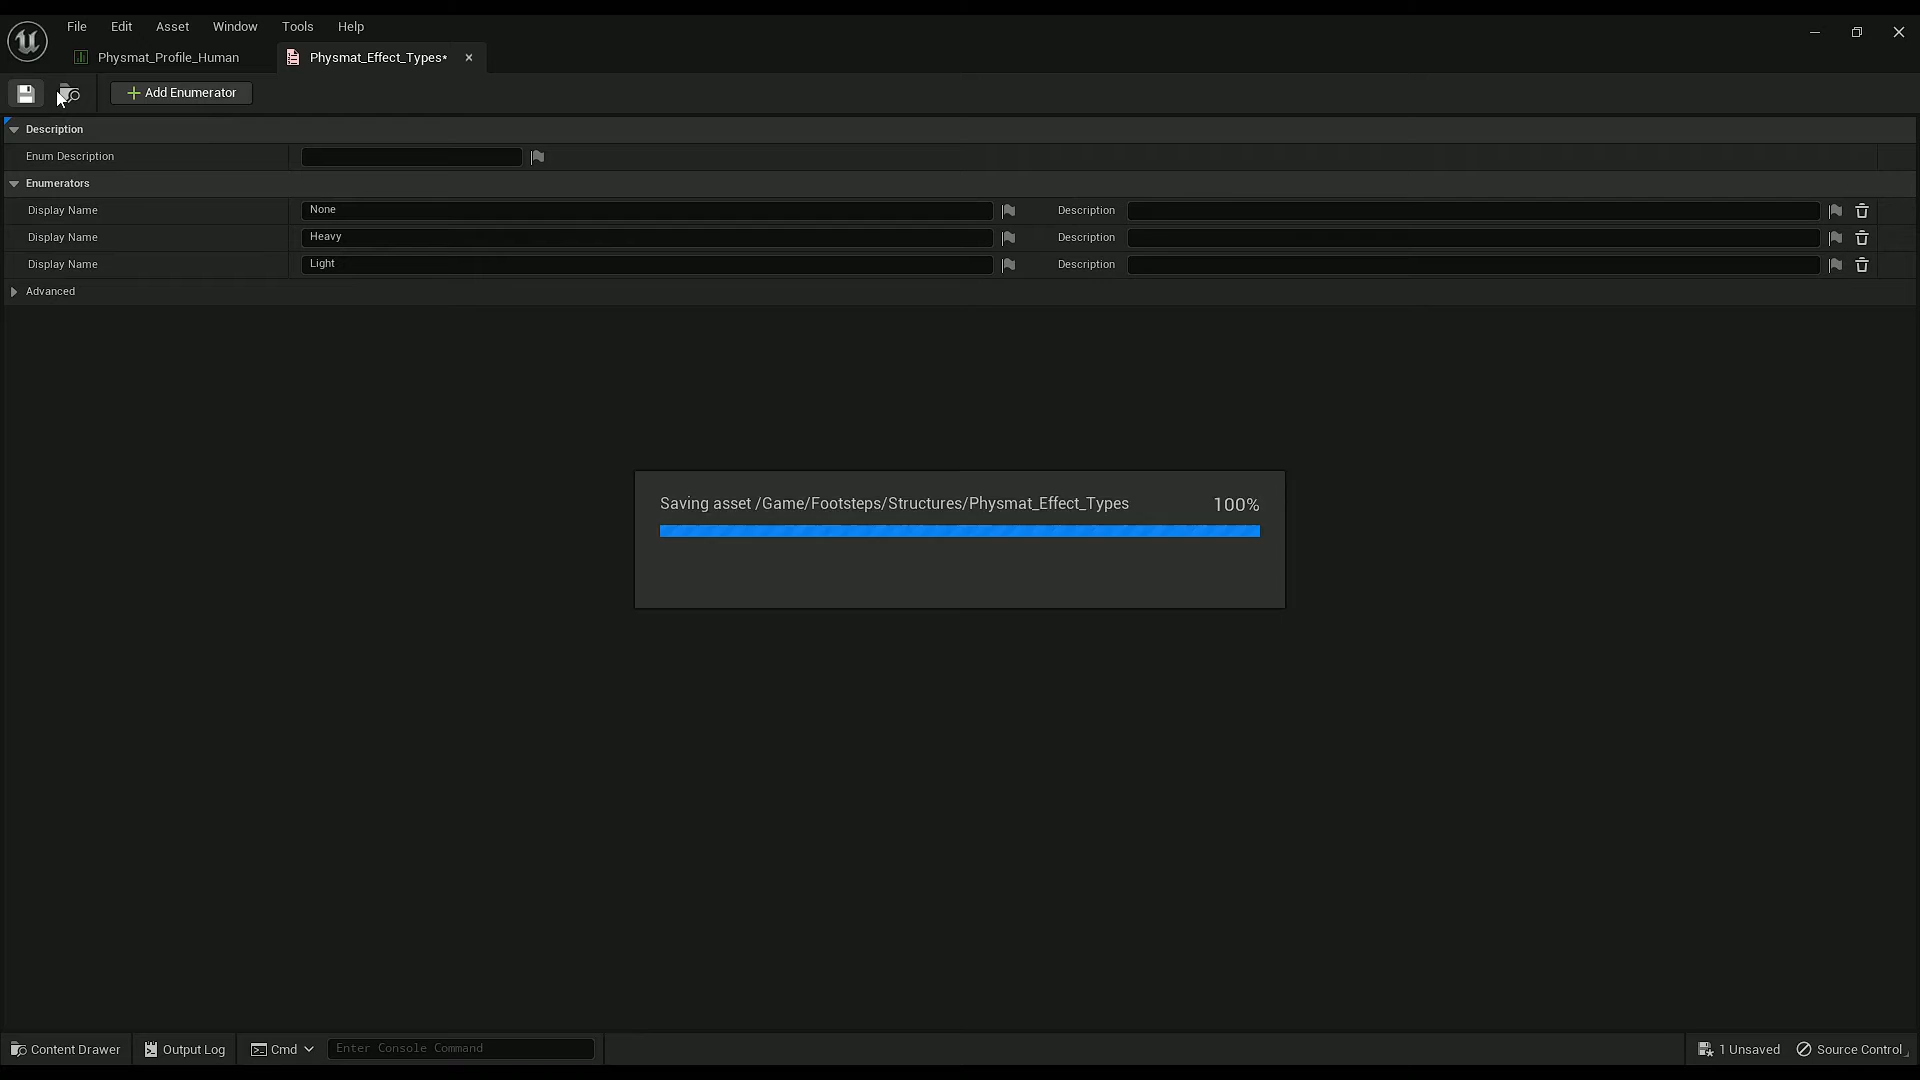 File Edit Asset Window Tools Help
Physmat_Profile_Human
Physmat_Effect_Types*
Add Enumerator
Description
Enum Description
Enumerators
Display Name None Description
Display Name Heavy Description
Display Name Light Description
Advanced
Saving asset /Game/Footsteps/Structures/Physmat_Effect_Types 100%
Content Drawer Output Log Cmd Enter Console Command 1 Unsaved Source Control